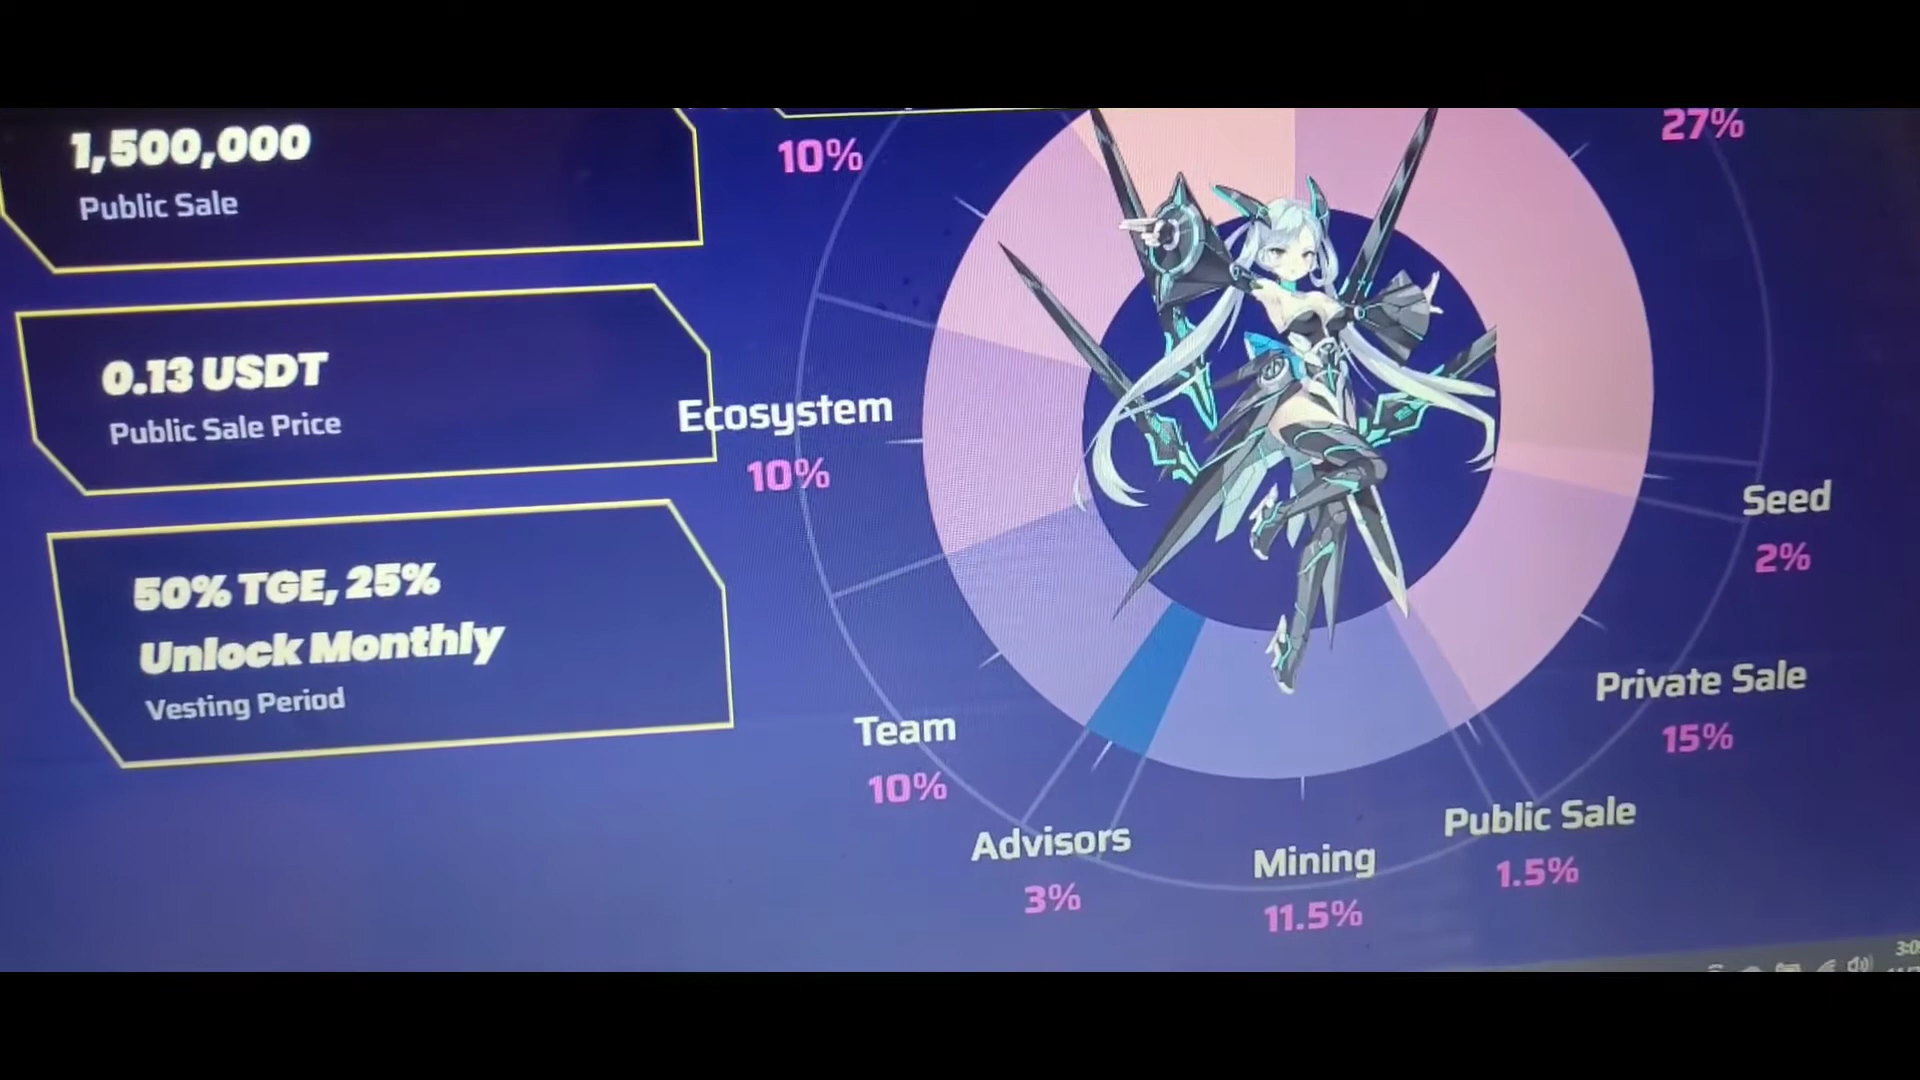 1,500,000
Public Sale
0.13 USDT
Public Sale Price
50% TGE, 25%
Unlock Monthly
Vesting Period
10%
27%
Ecosystem
10%
Seed
2%
Team
10%
Private Sale
15%
Advisors
3%
Mining
11.5%
Public Sale
1.5%